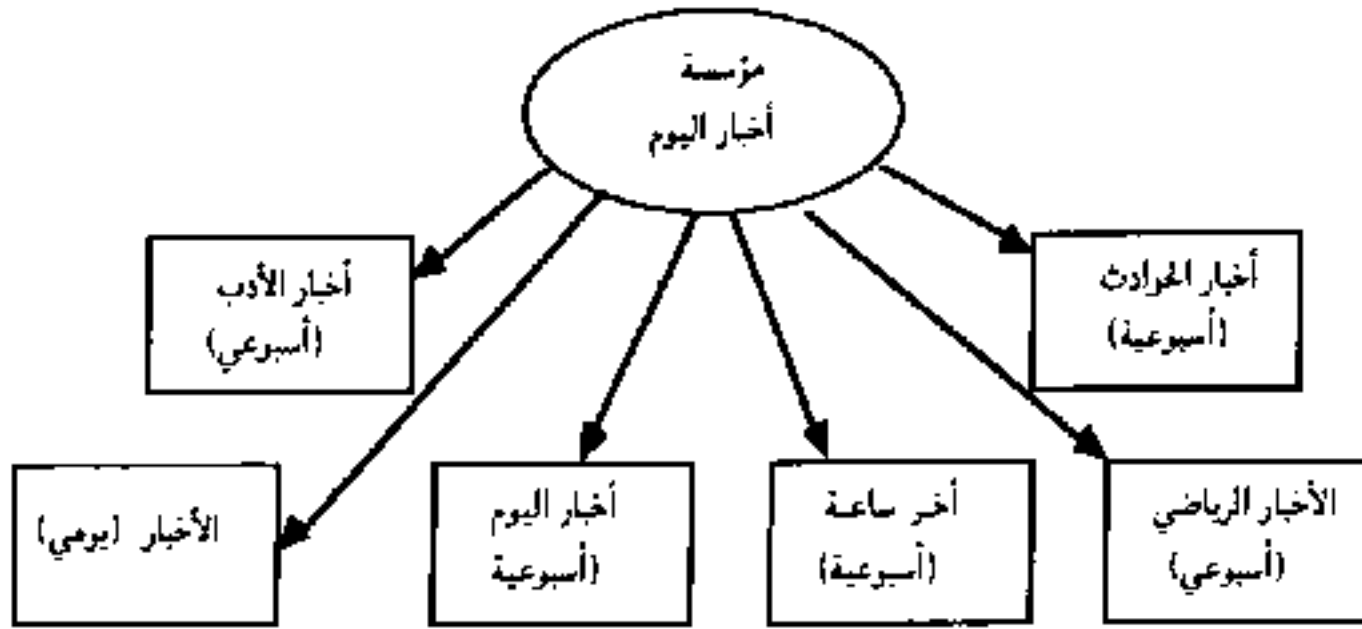 مؤسسة
أخبار اليوم
أخبار الحوادث
(أسبوعية)
أخبار الأدب
(أسبوعي)
الأخبار الرياضي
(أسبوعي)
أخر ساعة
(أسبوعية)
أخبار اليوم
(أسبوعية
الأخبار (يومي)